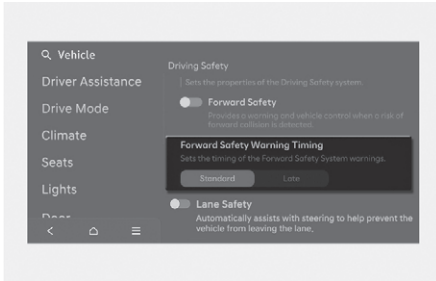 Vehicle
Driver Assistance
Drive Mode
Climate
Seats
Lights
Door
Driving Safety
Sets the properties of the Driving Safety system.
Forward Safety
Provides a warning and vehicle control when a risk of
forward collision is detected.
Forward Safety Warning Timing
Sets the timing of the Forward Safety System warnings.
Standard Late
Lane Safety
Automatically assists with steering to help prevent the
vehicle from leaving the lane.